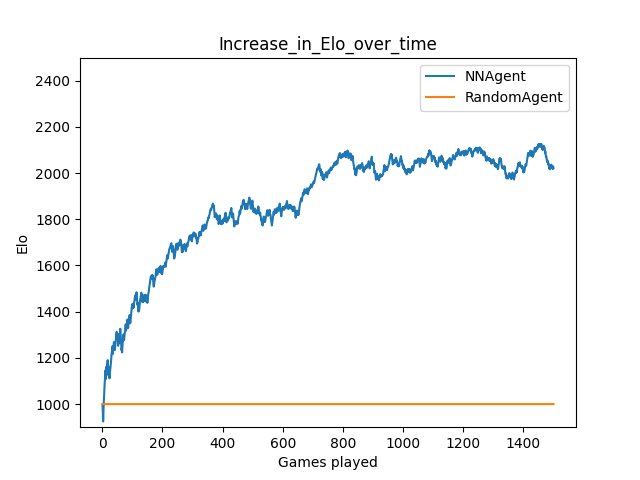 Increase_in_Elo_over_time
NNAgent
RandomAgent
2400
2200
2000
1800
1600
1400
1200
1000
Elo
0 200 400 600 800 1000 1200 1400
Games played